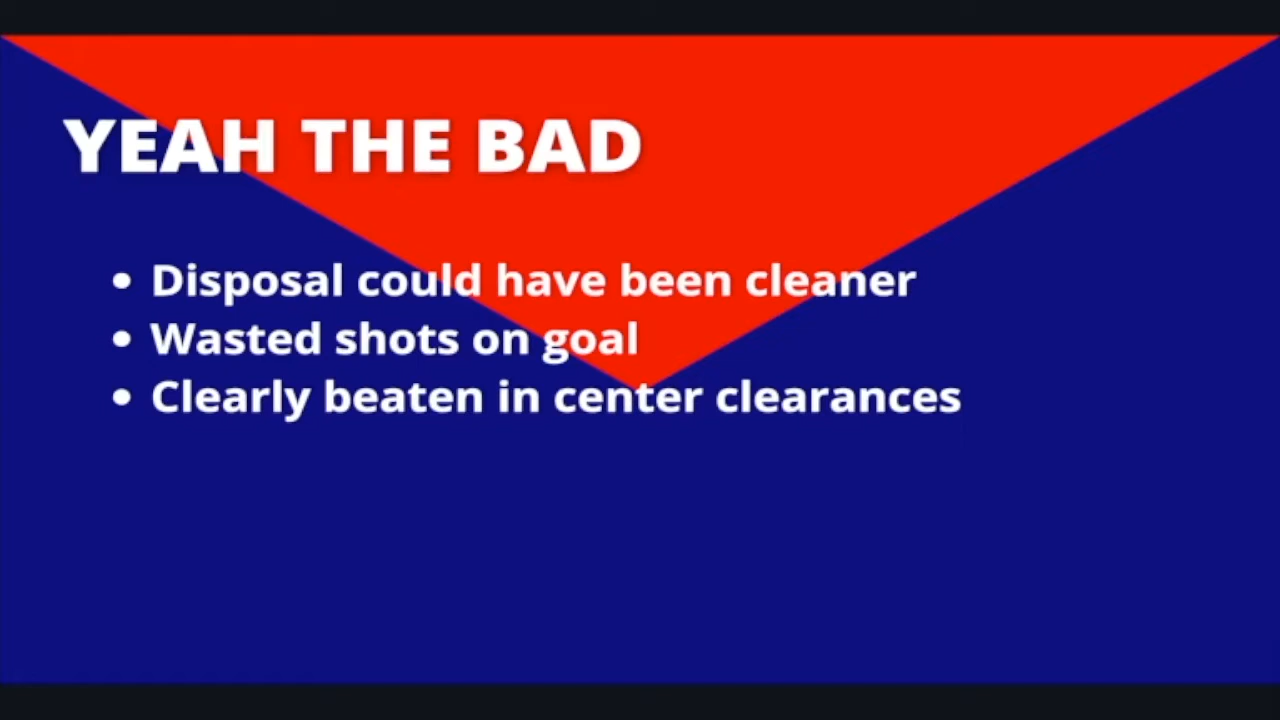 YEAH THE BAD
• Disposal could have been cleaner
• Wasted shots on goal
• Clearly beaten in center clearances